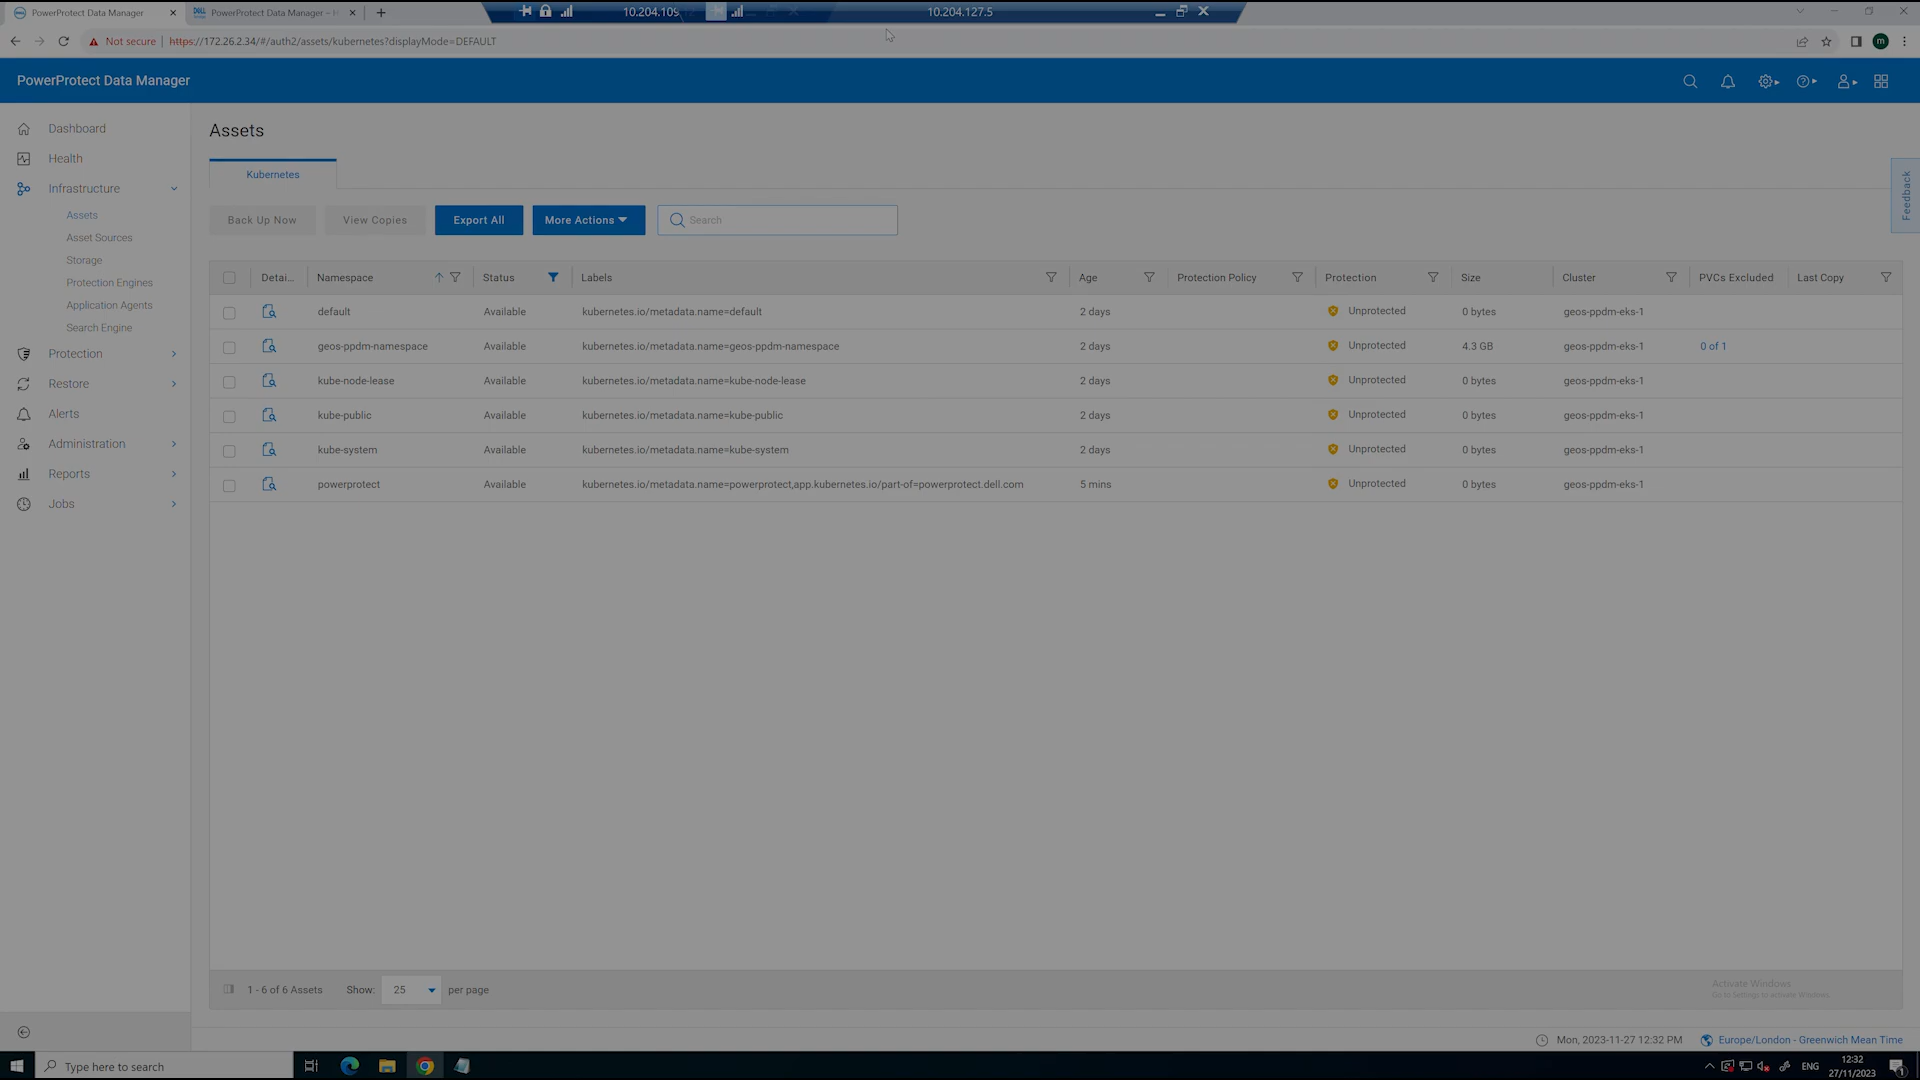 PowerProtect Data Manager
PowerProtect Data Manager –
10.204.109
10.204.127.5
Not secure
https://172.26.2.34/#/auth2/assets/kubernetes?displayMode=DEFAULT
m
PowerProtect Data Manager
Dashboard
Health
Infrastructure
Assets
Asset Sources
Storage
Protection Engines
Application Agents
Search Engine
Protection
Restore
Alerts
Administration
Reports
Jobs
Assets
Kubernetes
Back Up Now
View Copies
Export All
More Actions
Search
Feedback
Detai... Namespace Status Labels Age Protection Policy Protection Size Cluster PVCs Excluded Last Copy
default Available kubernetes.io/metadata.name=default 2 days Unprotected 0 bytes geos-ppdm-eks-1
geos-ppdm-namespace Available kubernetes.io/metadata.name=geos-ppdm-namespace 2 days Unprotected 4.3 GB geos-ppdm-eks-1 0 of 1
kube-node-lease Available kubernetes.io/metadata.name=kube-node-lease 2 days Unprotected 0 bytes geos-ppdm-eks-1
kube-public Available kubernetes.io/metadata.name=kube-public 2 days Unprotected 0 bytes geos-ppdm-eks-1
kube-system Available kubernetes.io/metadata.name=kube-system 2 days Unprotected 0 bytes geos-ppdm-eks-1
powerprotect Available kubernetes.io/metadata.name=powerprotect,app.kubernetes.io/part-of=powerprotect.dell.com 5 mins Unprotected 0 bytes geos-ppdm-eks-1
1 - 6 of 6 Assets Show: 25 per page
Activate Windows
Go to Settings to activate Windows.
Mon, 2023-11-27 12:32 PM Europe/London - Greenwich Mean Time
Type here to search
ENG
12:32
27/11/2023
1